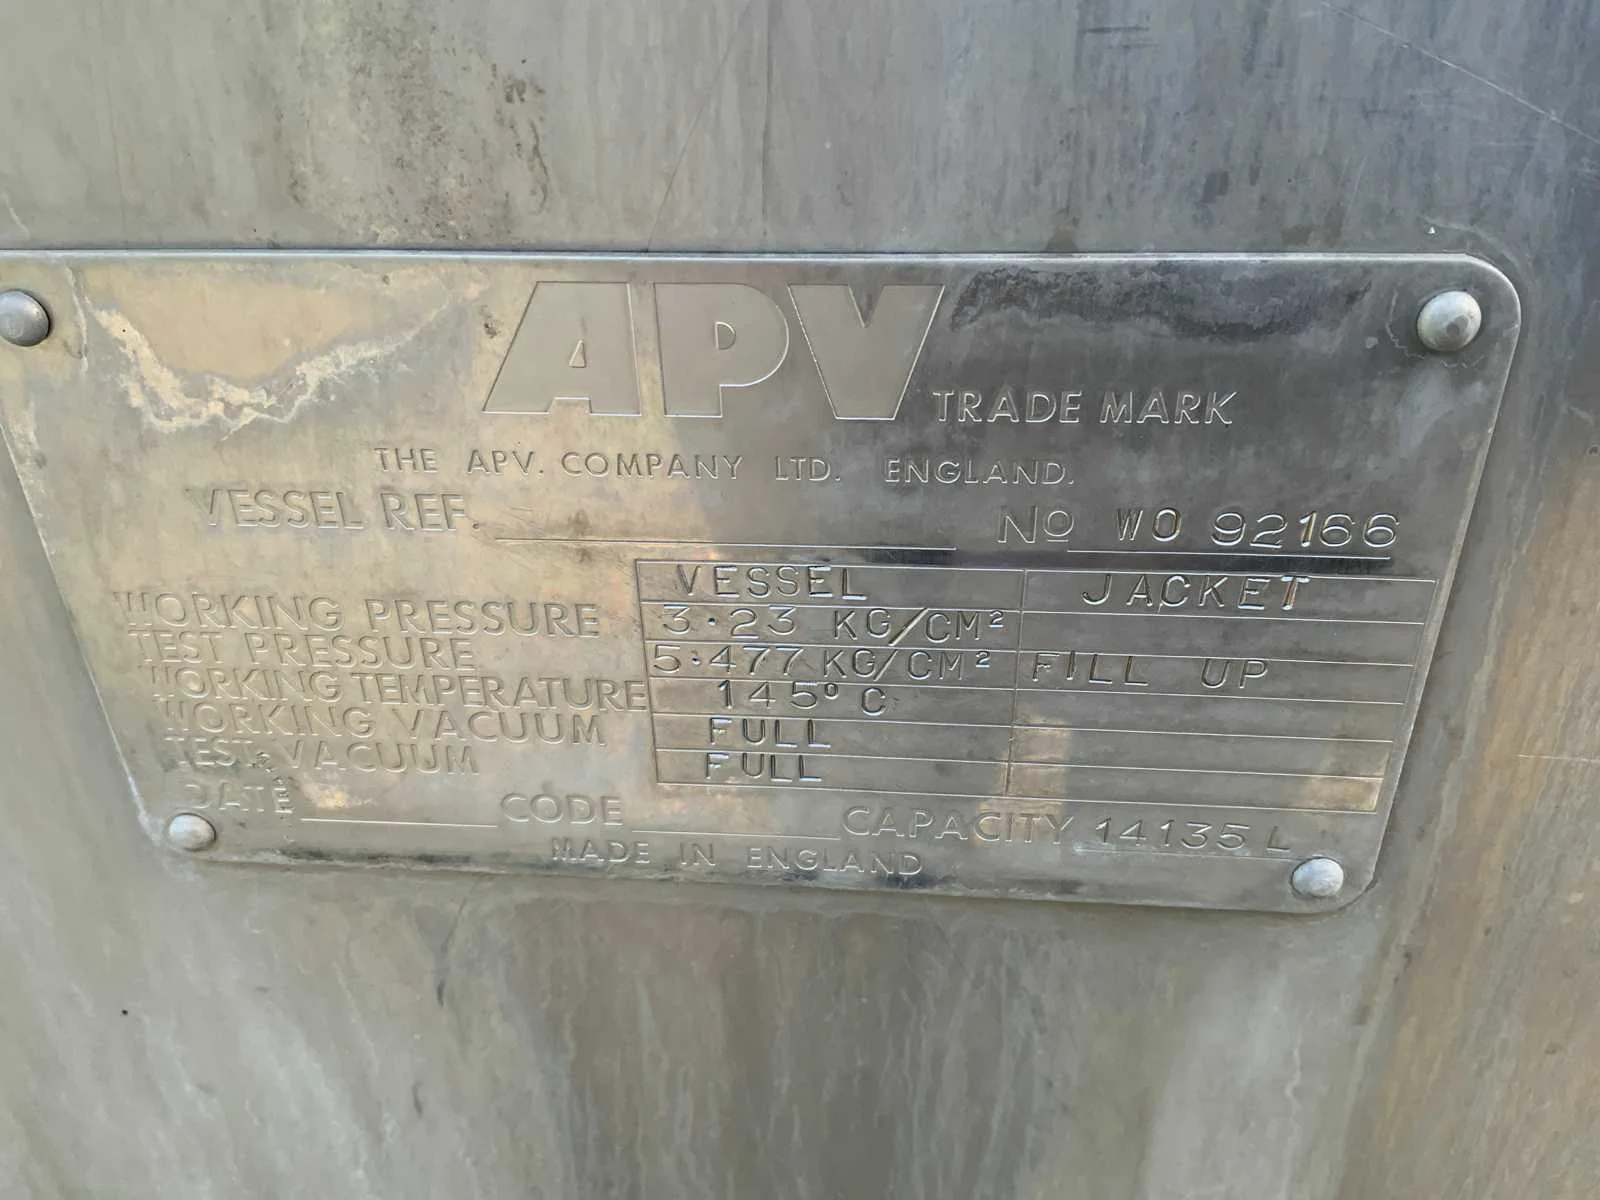 APV TRADE MARK
THE APV. COMPANY LTD. ENGLAND.
VESSEL REF. No WO 92166
VESSEL JACKET
WORKING PRESSURE 3.23 KG/CM²
TEST PRESSURE 5.477 KG/CM² FILL UP
WORKING TEMPERATURE 145° C
WORKING VACUUM FULL
TEST VACUUM FULL
DATE CODE CAPACITY 14135 L
MADE IN ENGLAND